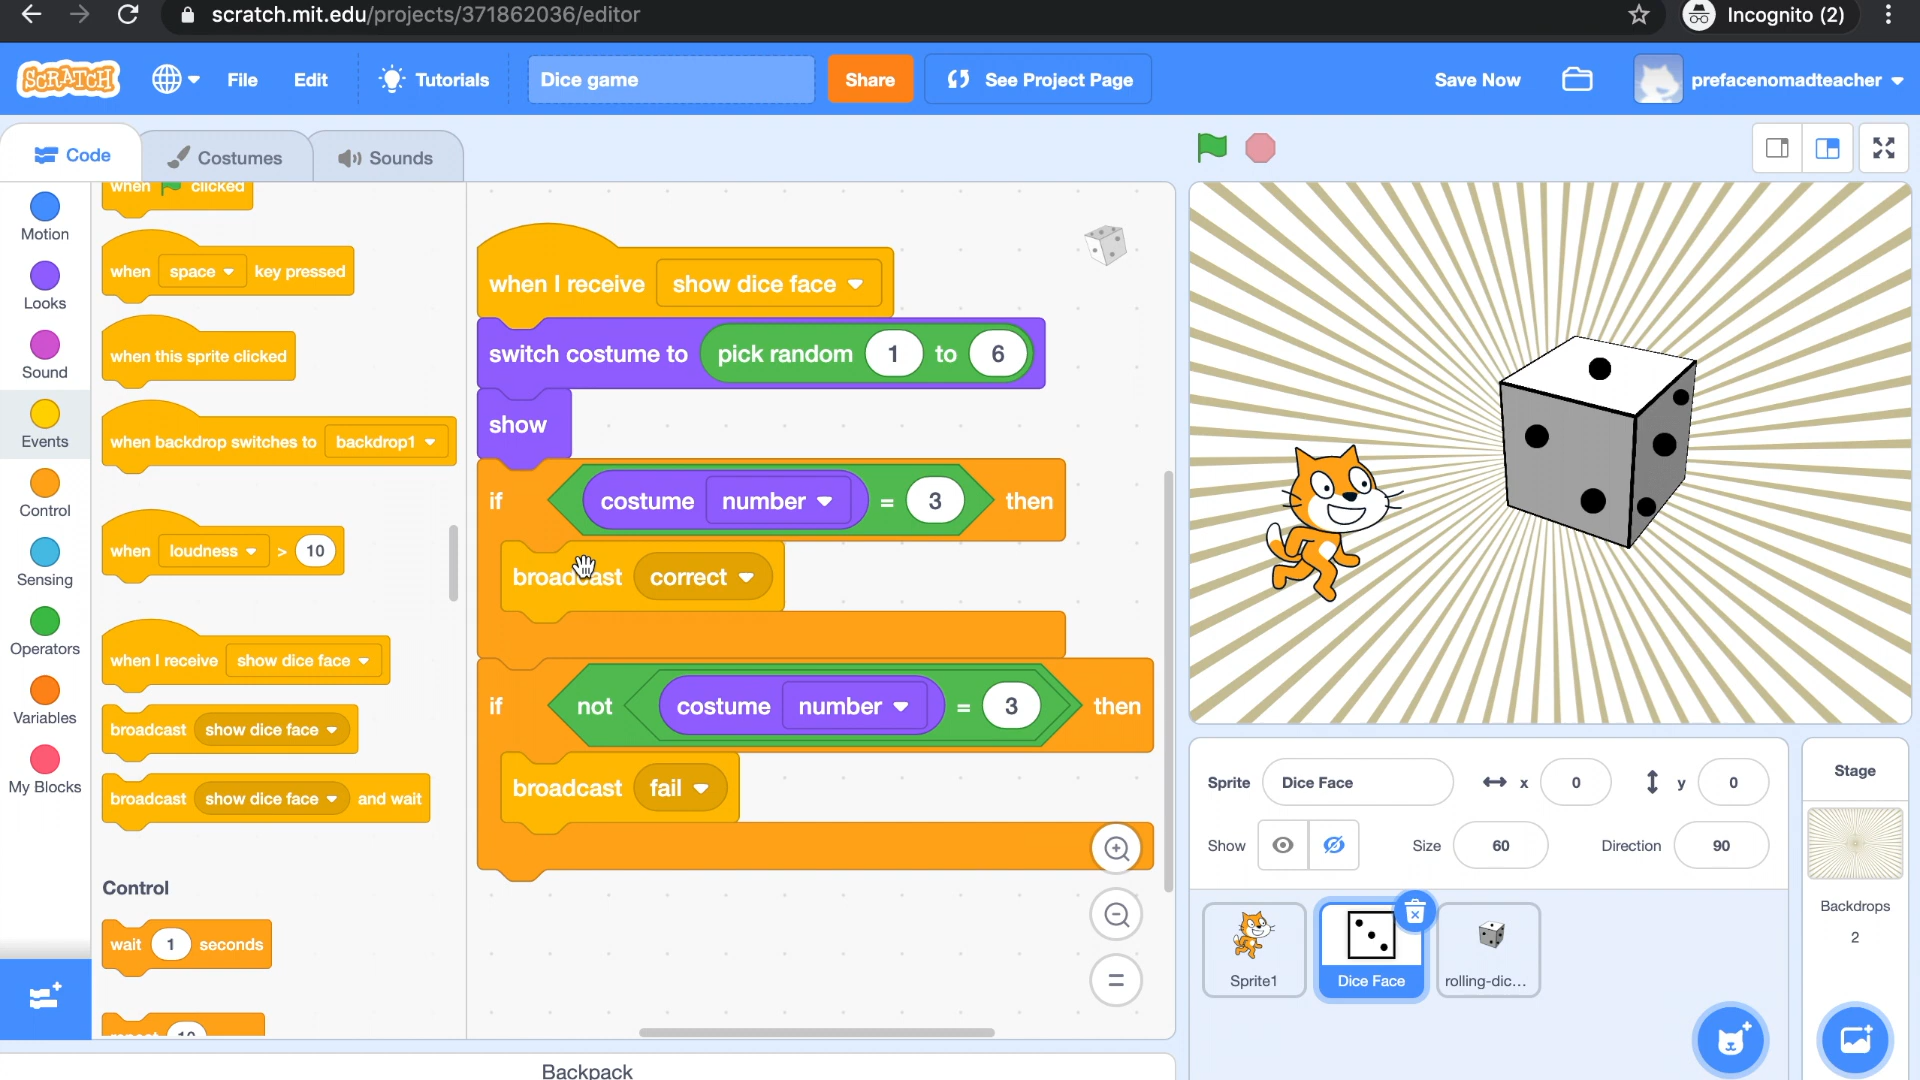 scratch.mit.edu/projects/371862036/editor
Incognito (2)
SCRATCH
File
Edit
Tutorials
Dice game
Share
See Project Page
Save Now
prefacenomadteacher
Code
Costumes
Sounds
Motion
Looks
Sound
Events
Control
Sensing
Operators
Variables
My Blocks
when clicked
when space key pressed
when this sprite clicked
when backdrop switches to backdrop1
when loudness > 10
when I receive show dice face
broadcast show dice face
broadcast show dice face and wait
Control
wait 1 seconds
repeat 10
when I receive show dice face
switch costume to pick random 1 to 6
show
if costume number = 3 then
broadcast correct
if not costume number = 3 then
broadcast fail
Backpack
Sprite Dice Face x 0 y 0
Show Size 60 Direction 90
Sprite1
Dice Face
rolling-dic...
Stage
Backdrops
2